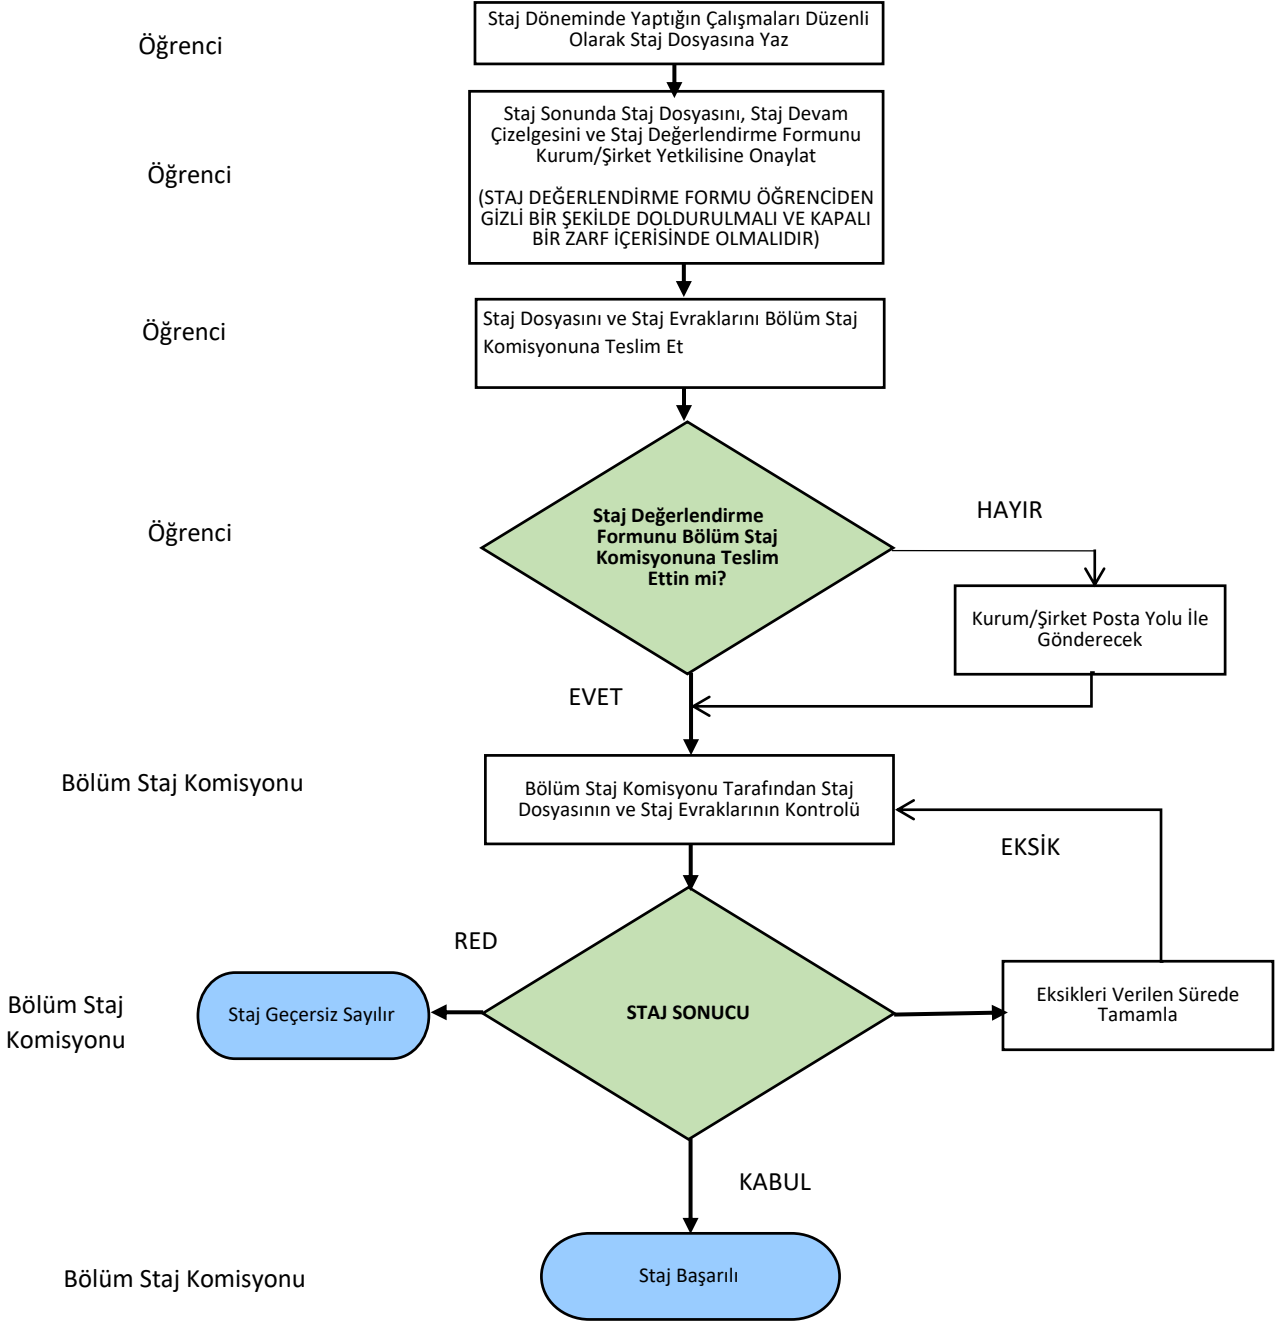 Öğrenci
Staj Döneminde Yaptığın Çalışmaları Düzenli
Olarak Staj Dosyasına Yaz
Öğrenci
Staj Sonunda Staj Dosyasını, Staj Devam
Çizelgesini ve Staj Değerlendirme Formunu
Kurum/Şirket Yetkilisine Onaylat
(STAJ DEĞERLENDİRME FORMU ÖĞRENCİDEN
GİZLİ BİR ŞEKİLDE DOLDURULMALI VE KAPALI
BİR ZARF İÇERİSİNDE OLMALIDIR)
Öğrenci
Staj Dosyasını ve Staj Evraklarını Bölüm Staj
Komisyonuna Teslim Et
Öğrenci
Staj Değerlendirme
Formunu Bölüm Staj
Komisyonuna Teslim
Ettin mi?
HAYIR
Kurum/Şirket Posta Yolu İle
Gönderecek
EVET
Bölüm Staj Komisyonu
Bölüm Staj Komisyonu Tarafından Staj
Dosyasının ve Staj Evraklarının Kontrolü
EKSİK
RED
Bölüm Staj
Komisyonu
Staj Geçersiz Sayılır
STAJ SONUCU
Eksikleri Verilen Sürede
Tamamla
KABUL
Bölüm Staj Komisyonu
Staj Başarılı